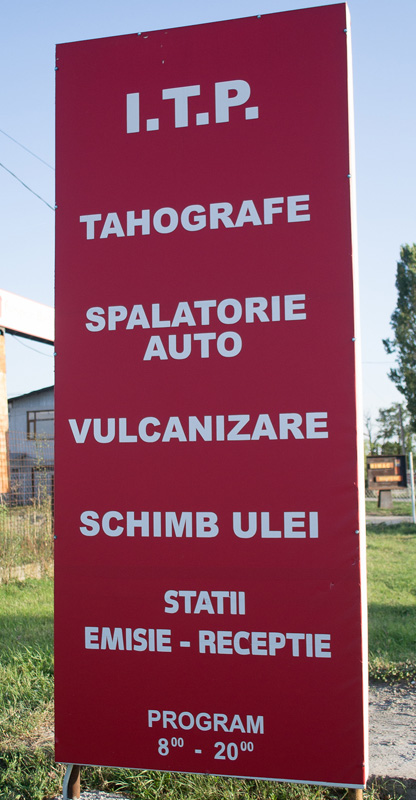 I.T.P.
TAHOGRAFE
SPALATORIE
AUTO
VULCANIZARE
SCHIMB ULEI
STATII
EMISIE - RECEPTIE
PROGRAM
8⁰⁰ - 20⁰⁰